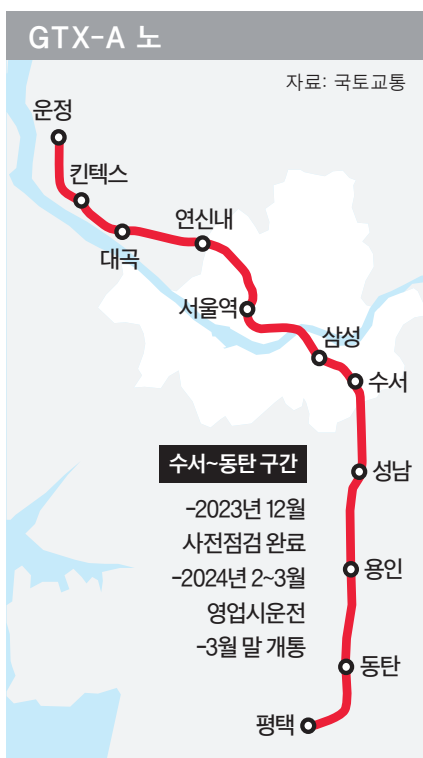 GTX-A 노
자료: 국토교통
운정
킨텍스
대곡
연신내
서울역
삼성
수서
성남
용인
동탄
평택
수서~동탄 구간
-2023년 12월
사전점검 완료
-2024년 2~3월
영업시운전
-3월 말 개통